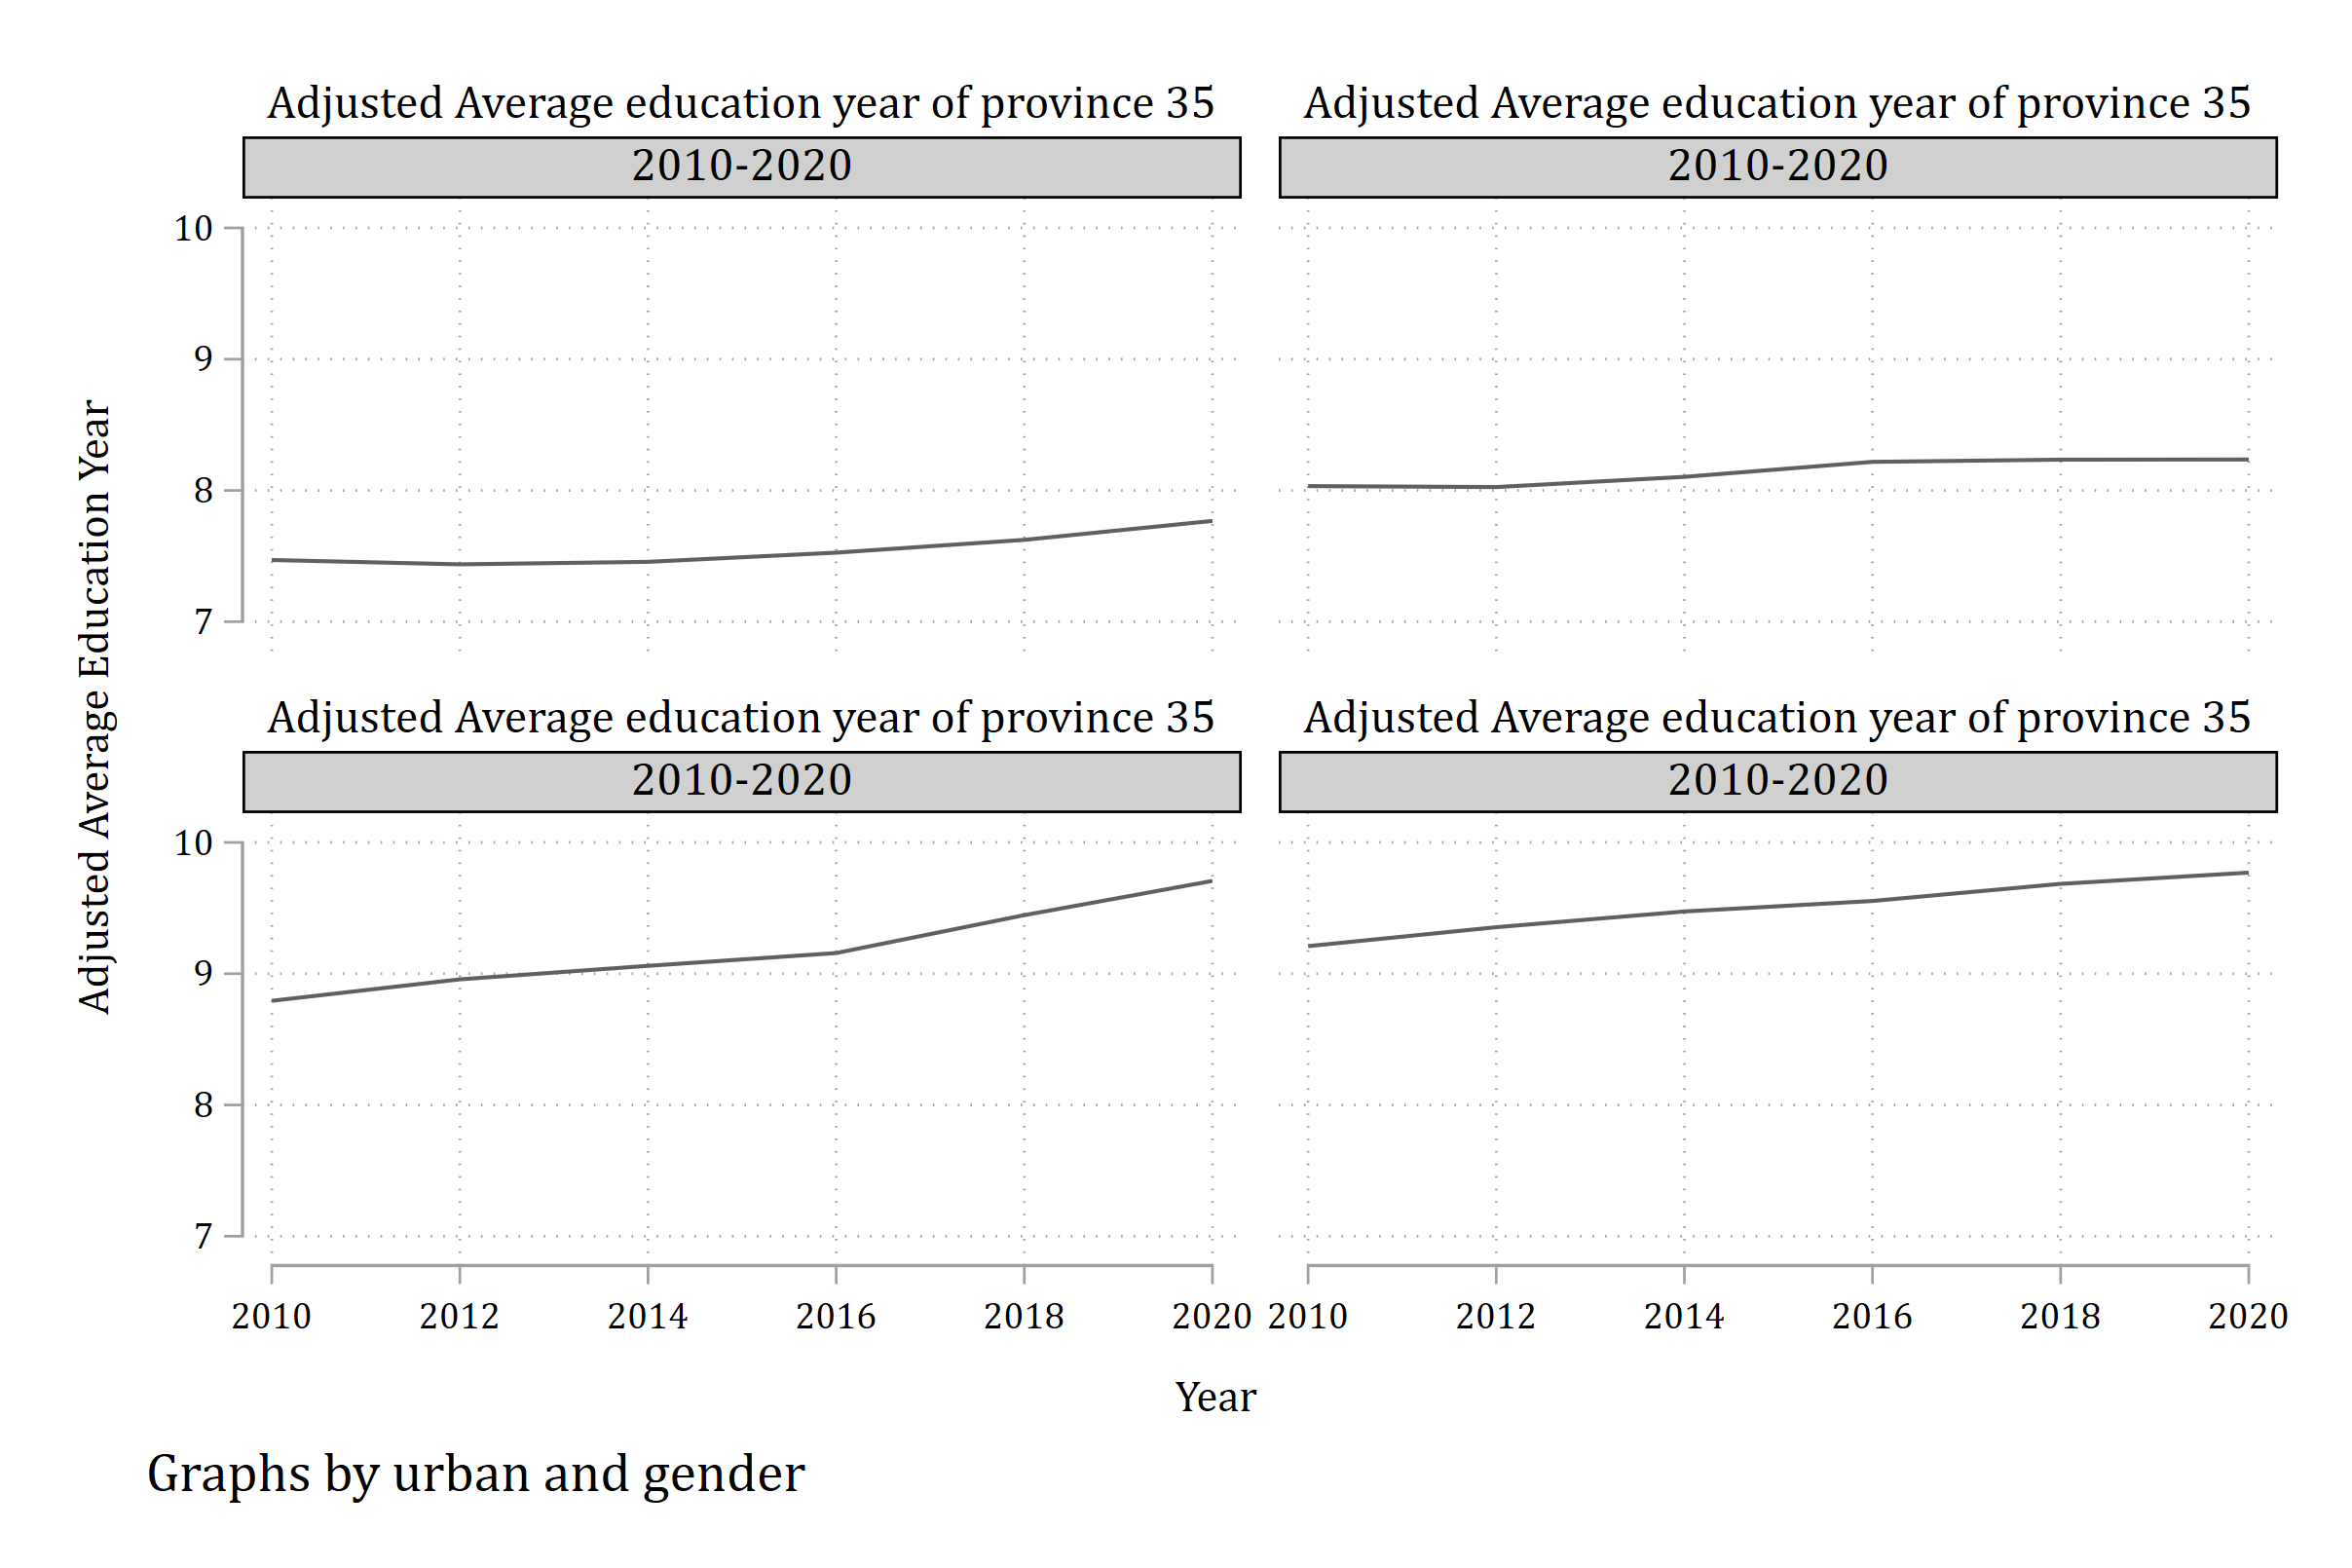 Adjusted Average education year of province 35
2010-2020
Adjusted Average education year of province 35
2010-2020
10
9
8
7
Adjusted Average education year of province 35
2010-2020
Adjusted Average education year of province 35
2010-2020
10
9
8
7
Adjusted Average Education Year
2010 2012 2014 2016 2018 2020
2010 2012 2014 2016 2018 2020
Year
Graphs by urban and gender